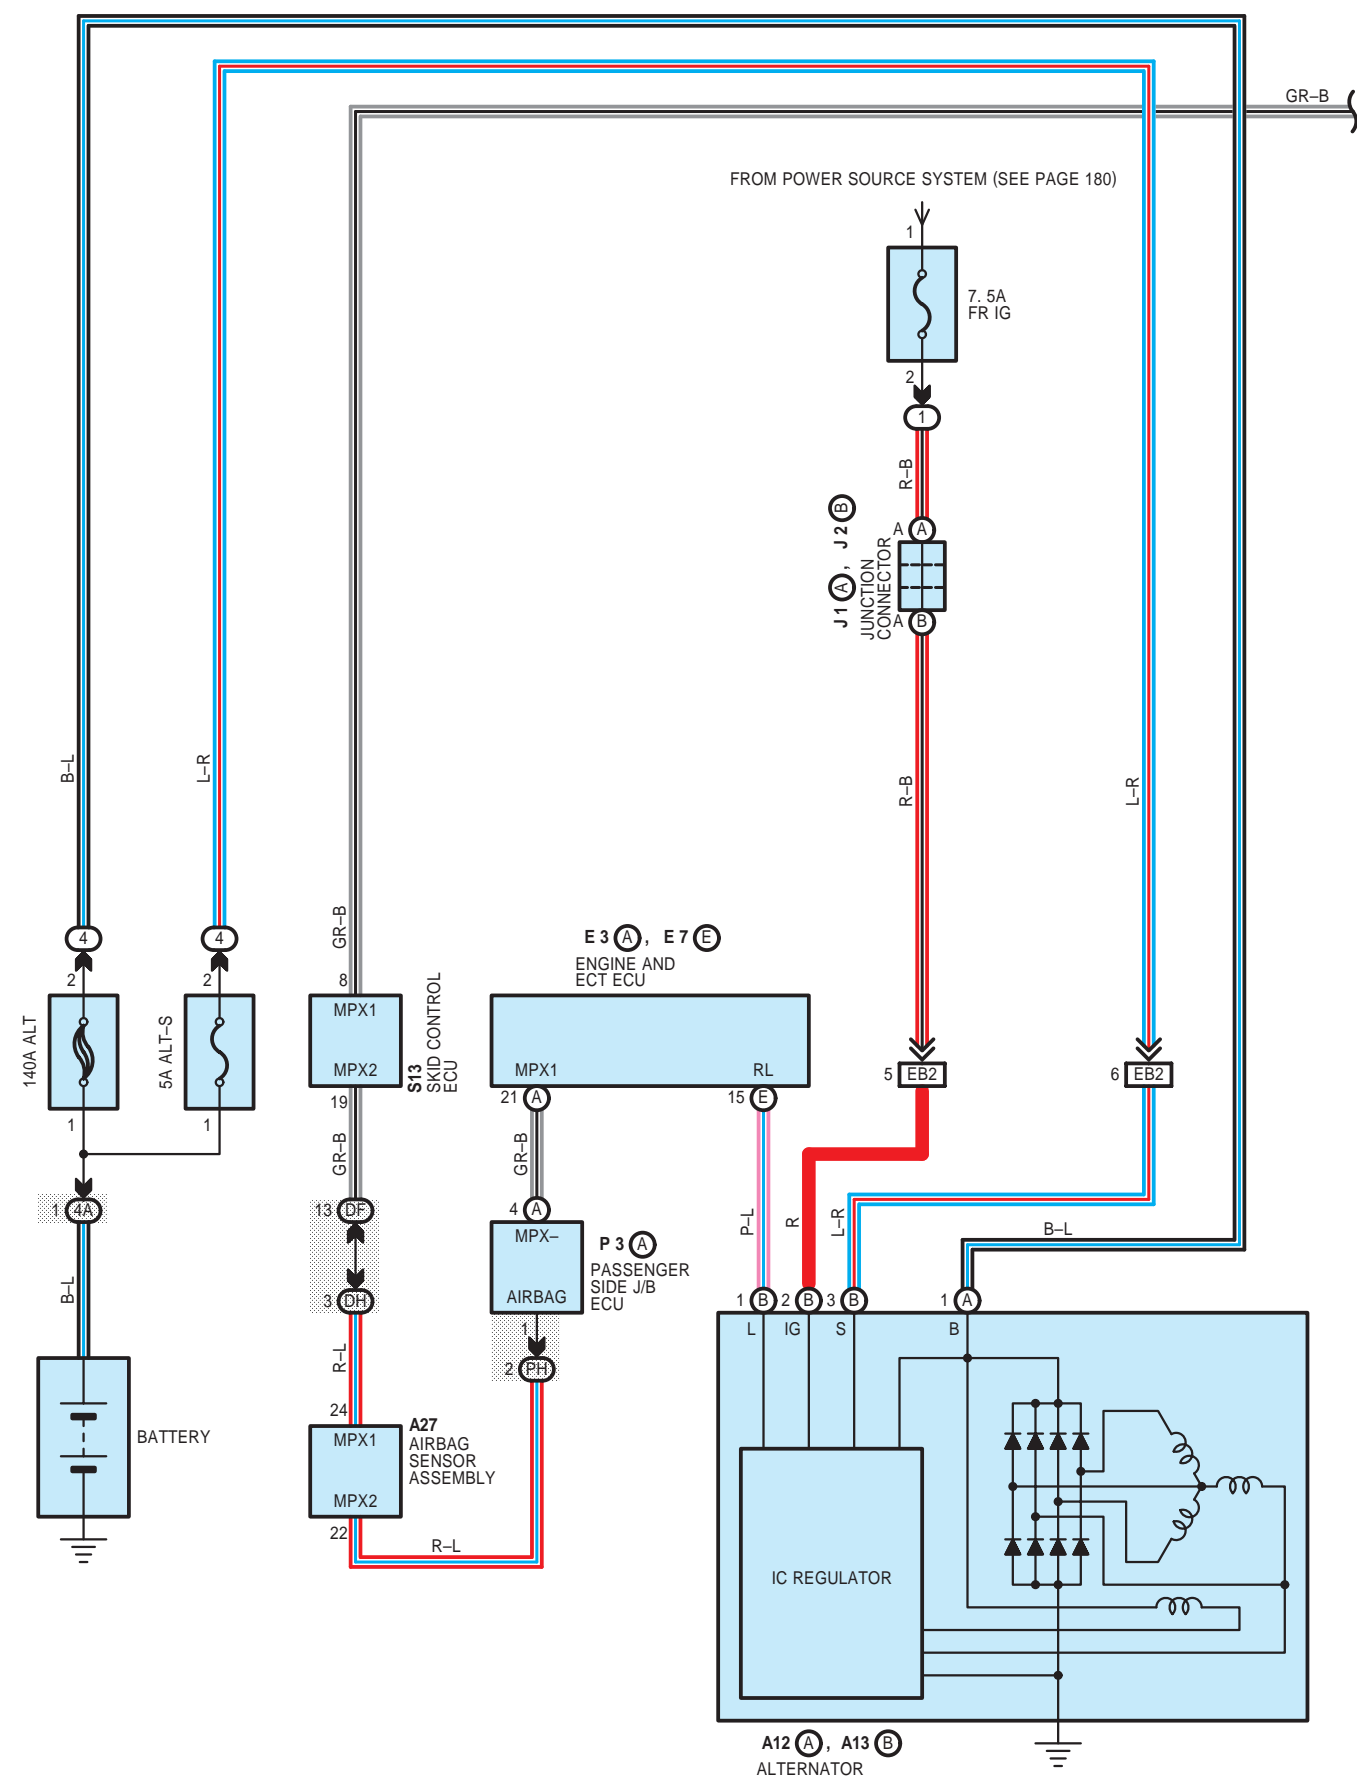 GR–B
FROM POWER SOURCE SYSTEM (SEE PAGE 180)
1
7. 5A
FR IG
2
1
R–B
J 1 A , J 2 B
JUNCTION
CONNECTOR
A A
A B
B–L
L–R
R–B
L–R
GR–B
4
4
2
2
140A ALT
5A ALT–S
1
1
8
MPX1
MPX2
S13
SKID CONTROL
ECU
19
E 3 A , E 7 E
ENGINE AND
ECT ECU
MPX1
RL
21 A
15 E
5 EB2
6 EB2
GR–B
GR–B
1 4A
13 DF
4 A
MPX–
AIRBAG
P 3 A
PASSENGER
SIDE J/B
ECU
P–L
R
L–R
B–L
B–L
3 DH
1
2 PH
R–L
1 B
2 B
3 B
1 A
L
IG
S
B
BATTERY
24
MPX1
MPX2
A27
AIRBAG
SENSOR
ASSEMBLY
22
R–L
IC REGULATOR
A12 A , A13 B
ALTERNATOR